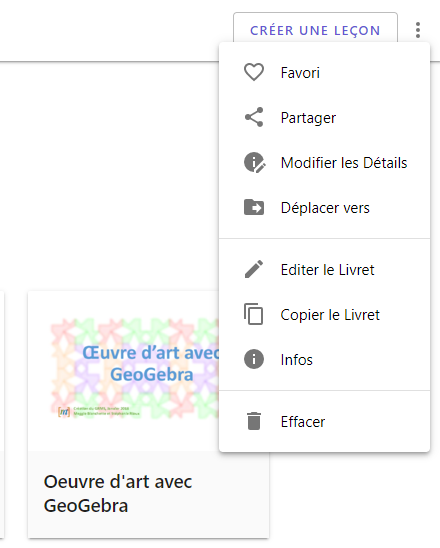 CRÉER UNE LEÇON
Favori
Partager
Modifier les Détails
Déplacer vers
Editer le Livret
Copier le Livret
Infos
Effacer
Œuvre d'art avec
GeoGebra
Oeuvre d'art avec
GeoGebra